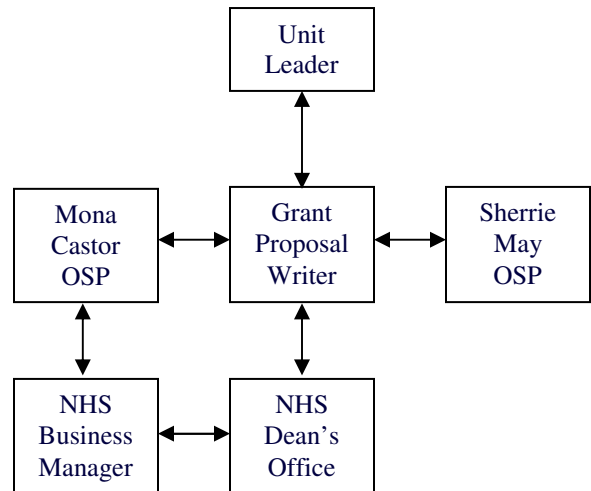 Unit
Leader
Mona
Castor
OSP
Grant
Proposal
Writer
Sherrie
May
OSP
NHS
Business
Manager
NHS
Dean's
Office